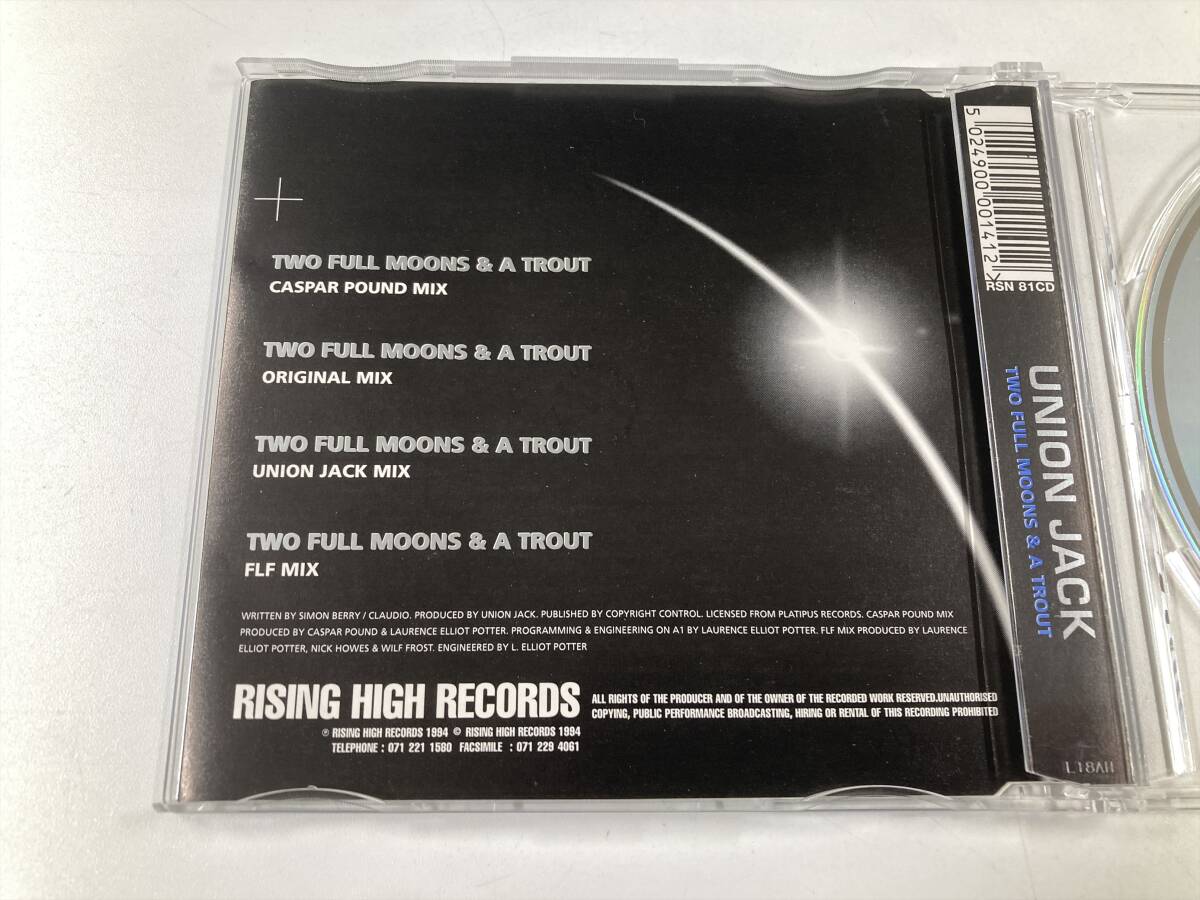 TWO FULL MOONS & A TROUT
CASPAR POUND MIX
TWO FULL MOONS & A TROUT
ORIGINAL MIX
TWO FULL MOONS & A TROUT
UNION JACK MIX
TWO FULL MOONS & A TROUT
FLF MIX
WRITTEN BY SIMON BERRY / CLAUDIO. PRODUCED BY UNION JACK. PUBLISHED BY COPYRIGHT CONTROL. LICENSED FROM PLATIPUS RECORDS. CASPAR POUND MIX
PRODUCED BY CASPAR POUND & LAURENCE ELLIOT POTTER. PROGRAMMING & ENGINEERING ON A1 BY LAURENCE ELLIOT POTTER. FLF MIX PRODUCED BY LAURENCE
ELLIOT POTTER, NICK HOWES & WILF FROST. ENGINEERED BY L. ELLIOT POTTER
RISING HIGH RECORDS
ALL RIGHTS OF THE PRODUCER AND OF THE OWNER OF THE RECORDED WORK RESERVED.UNAUTHORISED
COPYING, PUBLIC PERFORMANCE BROADCASTING, HIRING OR RENTAL OF THIS RECORDING PROHIBITED
℗ RISING HIGH RECORDS 1994 © RISING HIGH RECORDS 1994
TELEPHONE : 071 221 1580 FACSIMILE : 071 229 4061
5 024900 001412 >
RSN 81CD
UNION JACK
TWO FULL MOONS & A TROUT